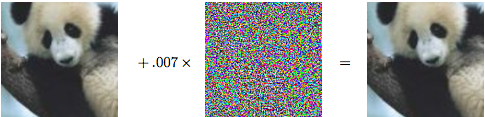 + .007 ×
=